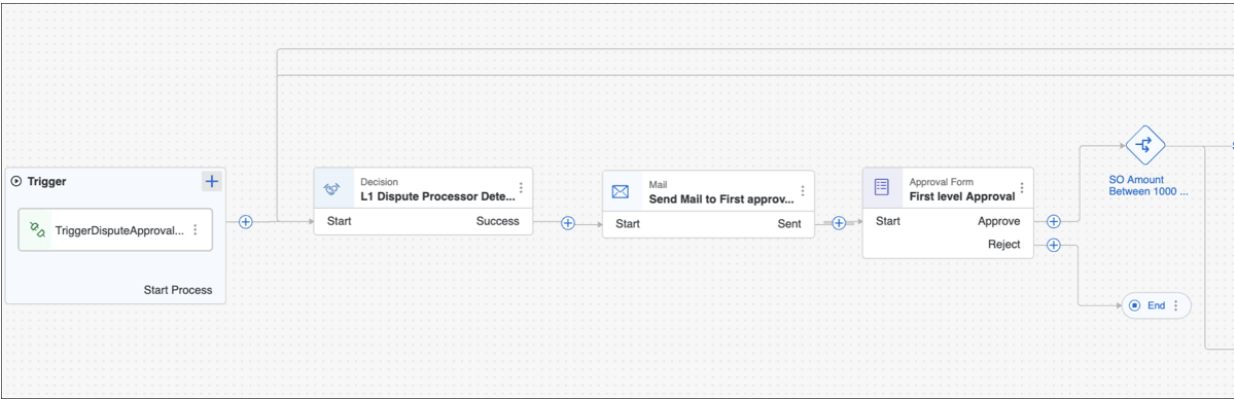 Trigger
TriggerDisputeApproval...
Start Process
Decision
L1 Dispute Processor Dete...
Start
Success
Mail
Send Mail to First approv...
Start
Sent
Approval Form
First level Approval
Start
Approve
Reject
SO Amount
Between 1000 ...
End